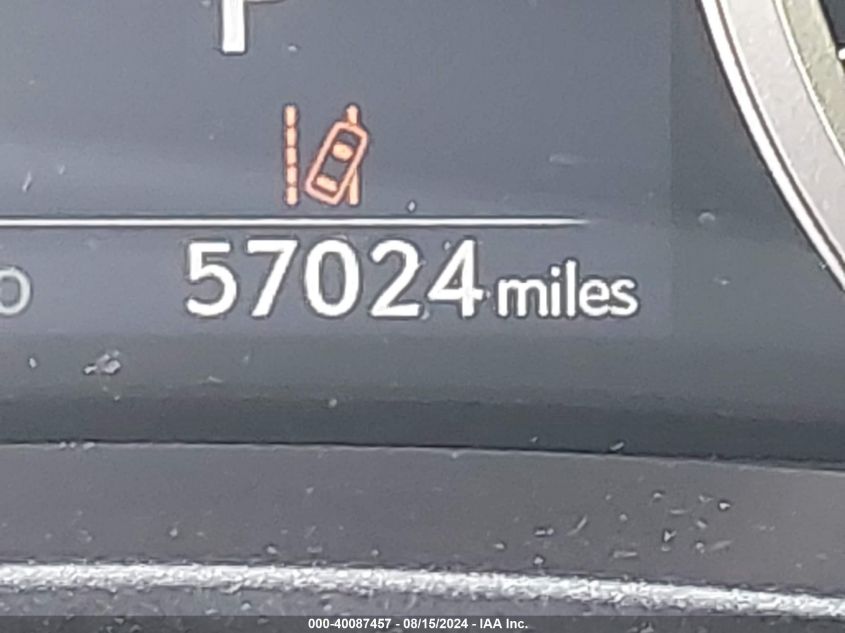 P
57024 miles
000-40087457 - 08/15/2024 - IAA Inc.